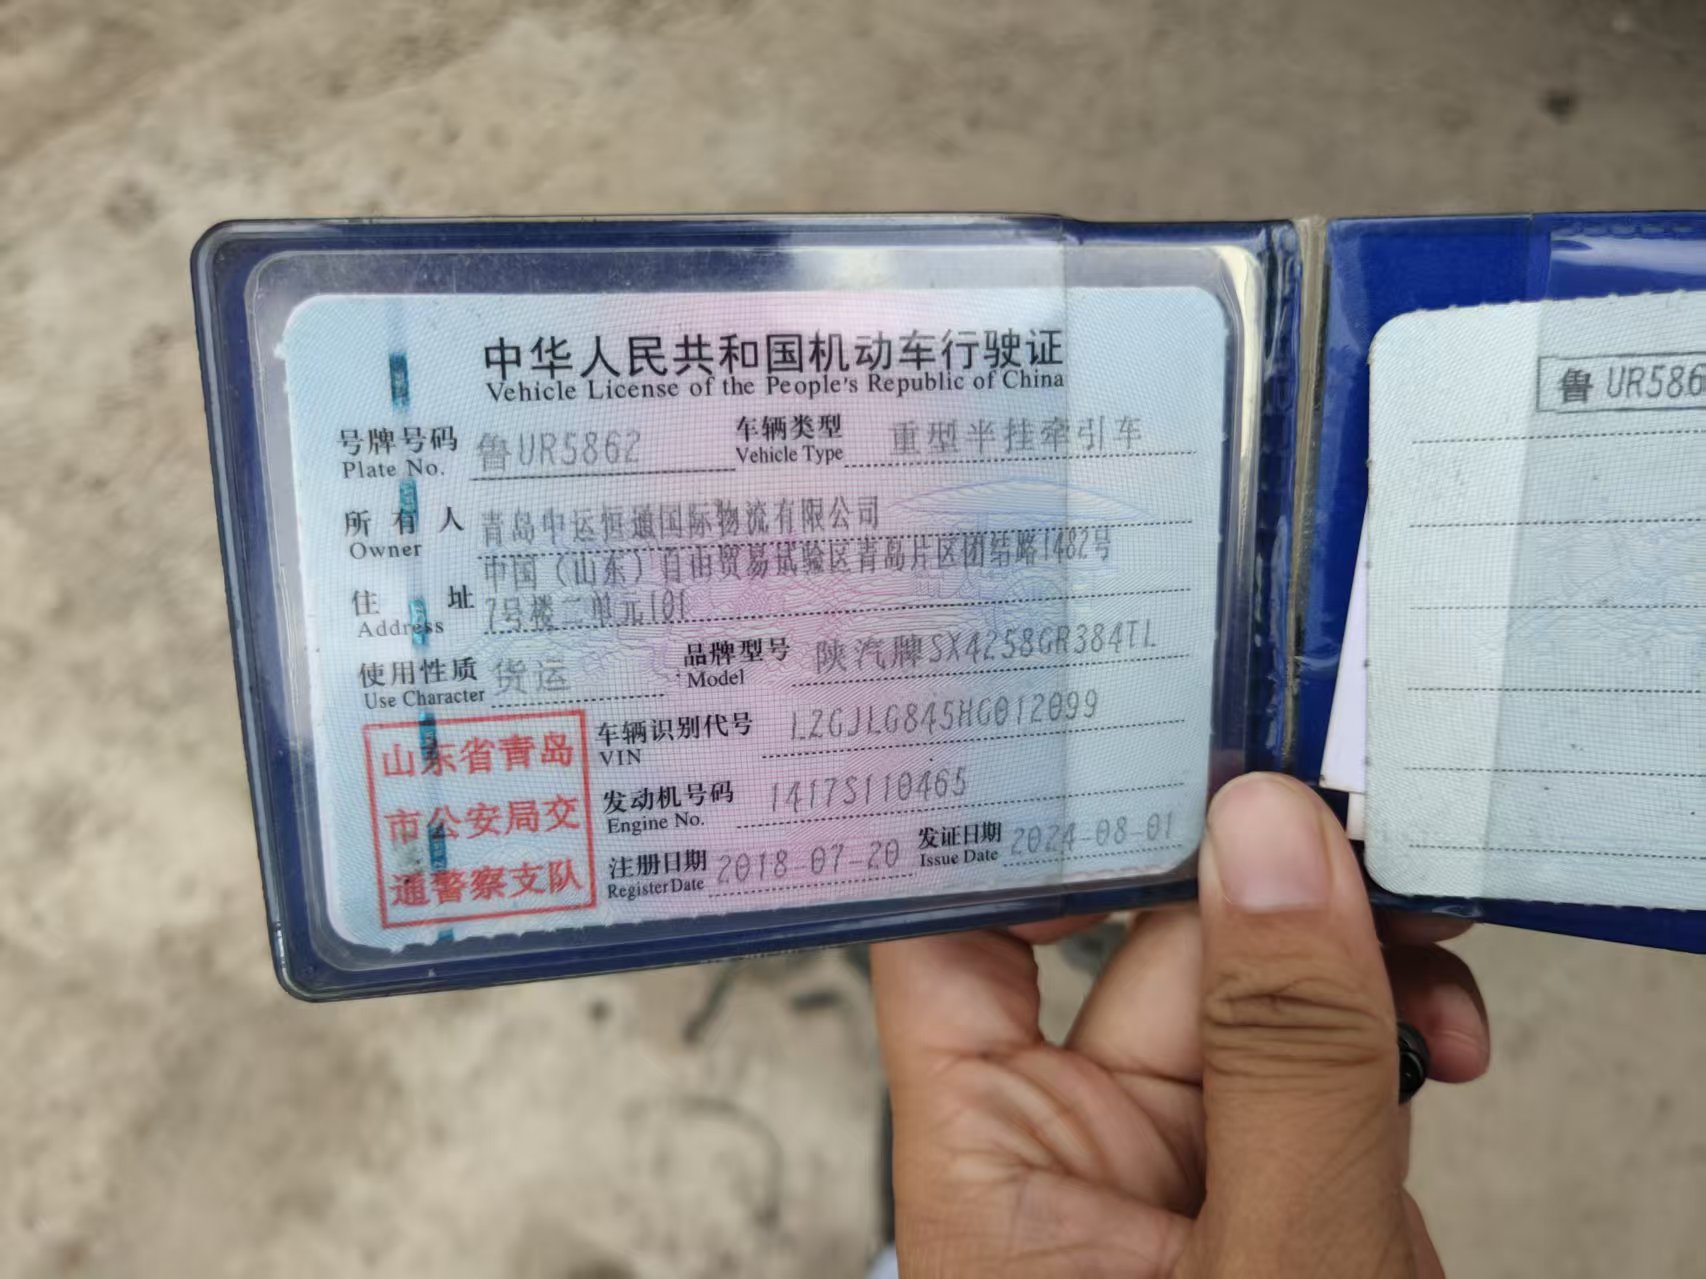 中华人民共和国机动车行驶证
Vehicle License of the People's Republic of China
号牌号码 鲁UR5862 车辆类型 重型半挂牵引车
Plate No. Vehicle Type
所有人 青岛中运恒通国际物流有限公司
Owner
中国（山东）自由贸易试验区青岛片区团结路1482号
住址 7号楼二单元101
Address
使用性质 货运 品牌型号 陕汽牌SX4258GR384TL
Use Character Model
车辆识别代号 LZGJLG845HG012099
VIN
发动机号码 1417S110465
Engine No.
注册日期 2018-07-20 发证日期 2024-08-01
Register Date Issue Date
山东省青岛
市公安局交
通警察支队
鲁UR586